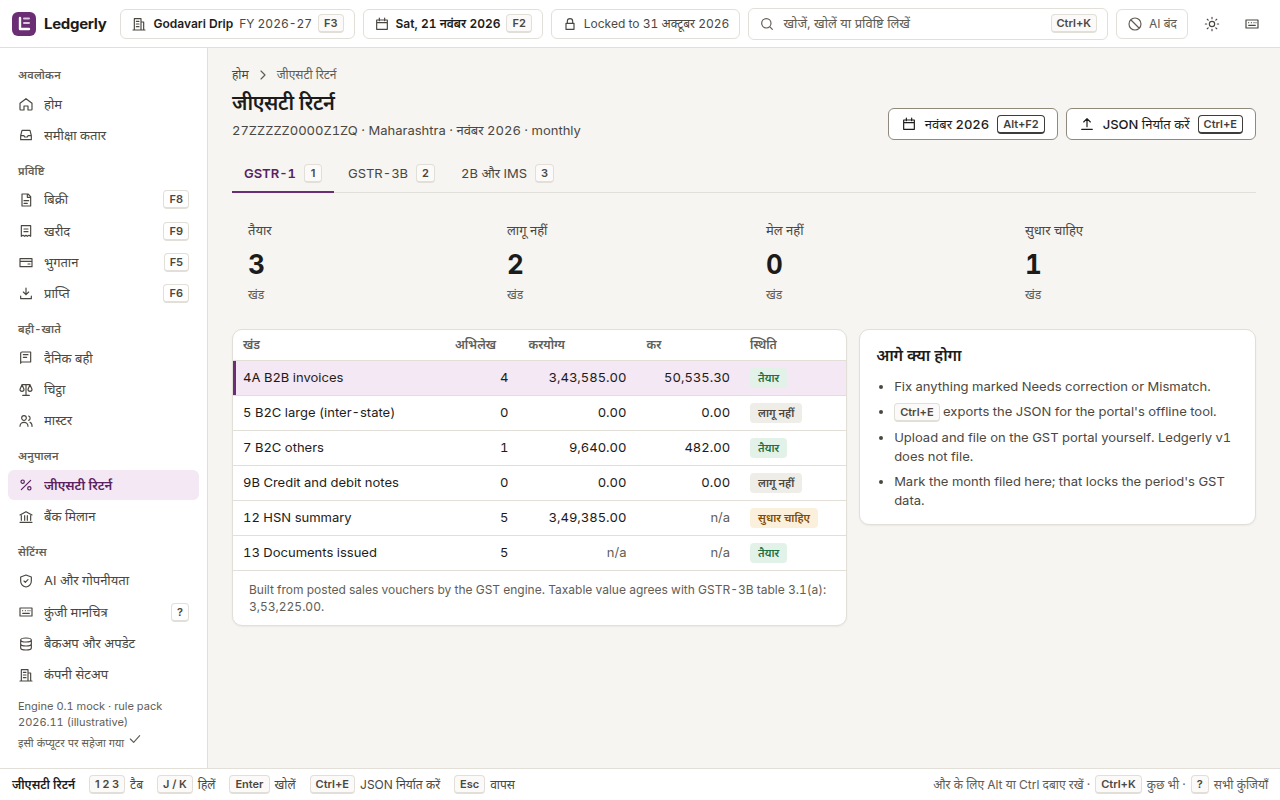 Ledgerly
Godavari Drip FY 2026-27 F3
Sat, 21 नवंबर 2026 F2
Locked to 31 अक्टूबर 2026
खोजें, खोलें या प्रविष्टि लिखें Ctrl+K
AI बंद
अवलोकन
होम
समीक्षा कतार
प्रविष्टि
बिक्री F8
खरीद F9
भुगतान F5
प्राप्ति F6
बही-खाते
दैनिक बही
चिट्ठा
मास्टर
अनुपालन
जीएसटी रिटर्न
बैंक मिलान
सेटिंग्स
AI और गोपनीयता
कुंजी मानचित्र ?
बैकअप और अपडेट
कंपनी सेटअप
Engine 0.1 mock · rule pack
2026.11 (illustrative)
इसी कंप्यूटर पर सहेजा गया
होम जीएसटी रिटर्न
जीएसटी रिटर्न
27ZZZZZ0000Z1ZQ · Maharashtra · नवंबर 2026 · monthly
नवंबर 2026 Alt+F2
JSON निर्यात करें Ctrl+E
GSTR-1 1 GSTR-3B 2 2B और IMS 3
तैयार लागू नहीं मेल नहीं सुधार चाहिए
3 2 0 1
खंड खंड खंड खंड
खंड अभिलेख करयोग्य कर स्थिति
4A B2B invoices 4 3,43,585.00 50,535.30 तैयार
5 B2C large (inter-state) 0 0.00 0.00 लागू नहीं
7 B2C others 1 9,640.00 482.00 तैयार
9B Credit and debit notes 0 0.00 0.00 लागू नहीं
12 HSN summary 5 3,49,385.00 n/a सुधार चाहिए
13 Documents issued 5 n/a n/a तैयार
Built from posted sales vouchers by the GST engine. Taxable value agrees with GSTR-3B table 3.1(a):
3,53,225.00.
आगे क्या होगा
Fix anything marked Needs correction or Mismatch.
Ctrl+E exports the JSON for the portal's offline tool.
Upload and file on the GST portal yourself. Ledgerly v1
does not file.
Mark the month filed here; that locks the period's GST
data.
जीएसटी रिटर्न 1 2 3 टैब J / K हिलें Enter खोलें Ctrl+E JSON निर्यात करें Esc वापस
और के लिए Alt या Ctrl दबाए रखें · Ctrl+K कुछ भी · ? सभी कुंजियाँ